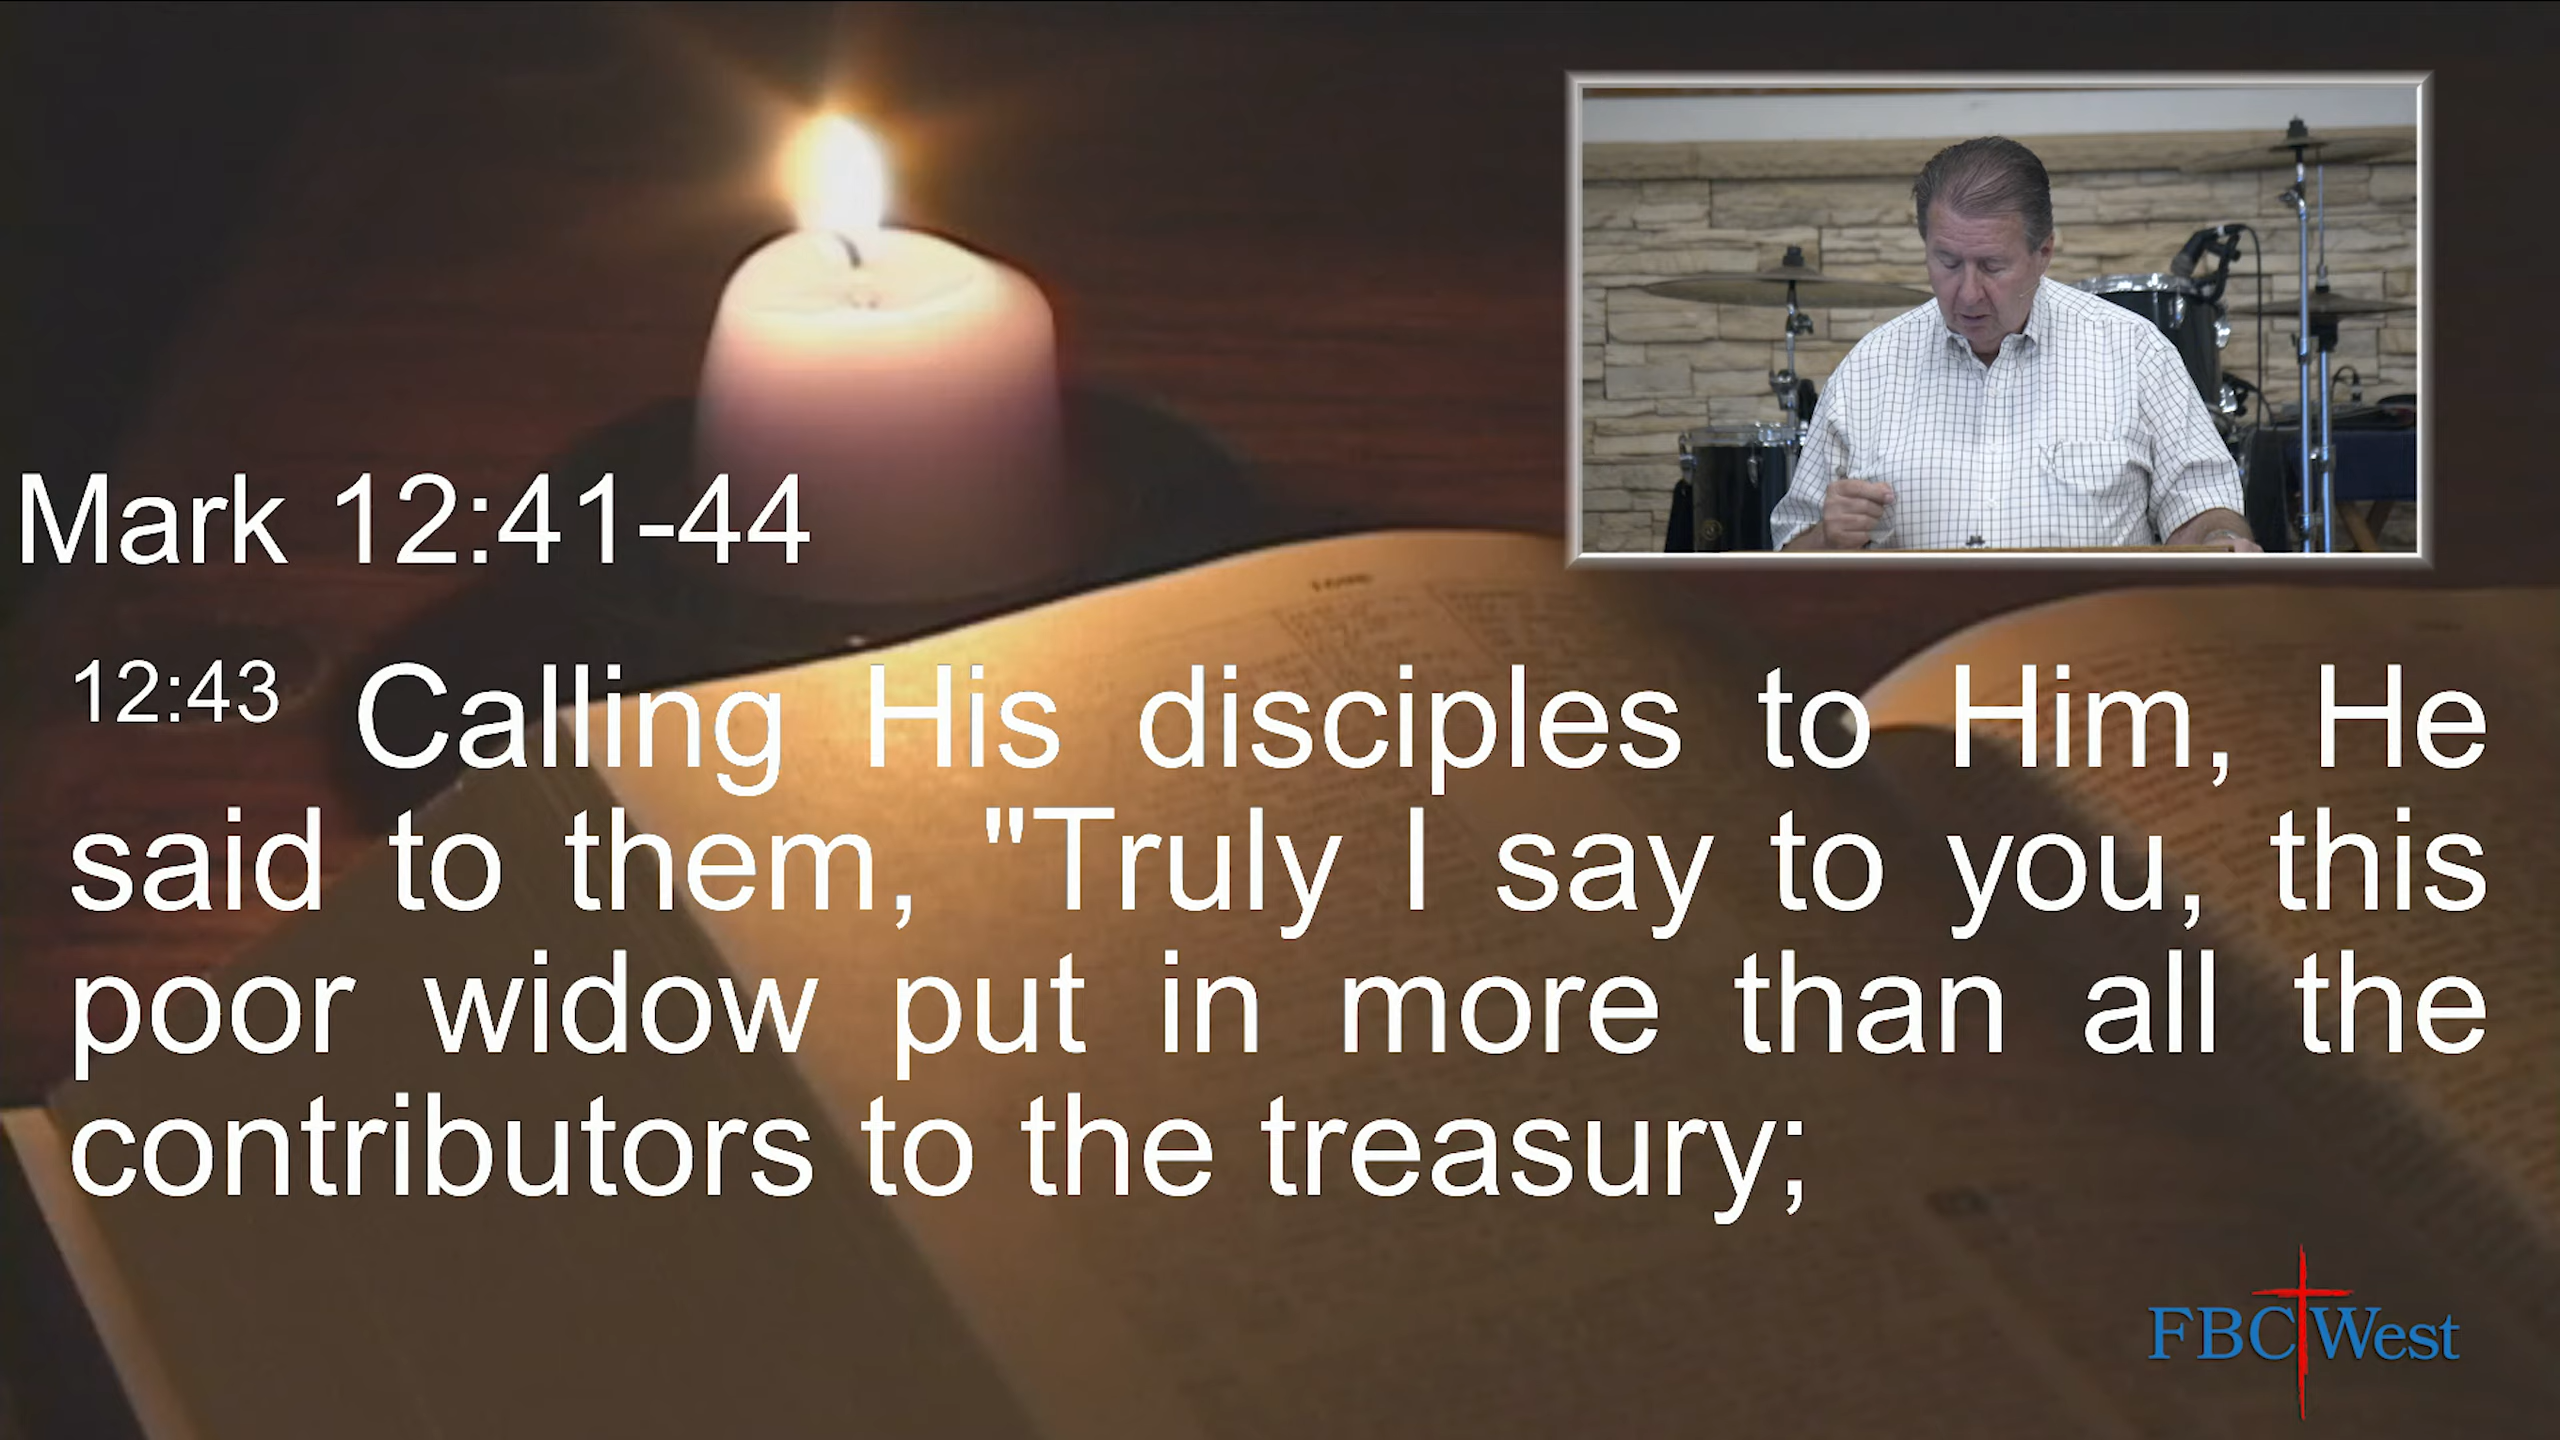 Mark 12:41-44
12:43 Calling His disciples to Him, He
said to them, "Truly I say to you, this
poor widow put in more than all the
contributors to the treasury;
FBC West